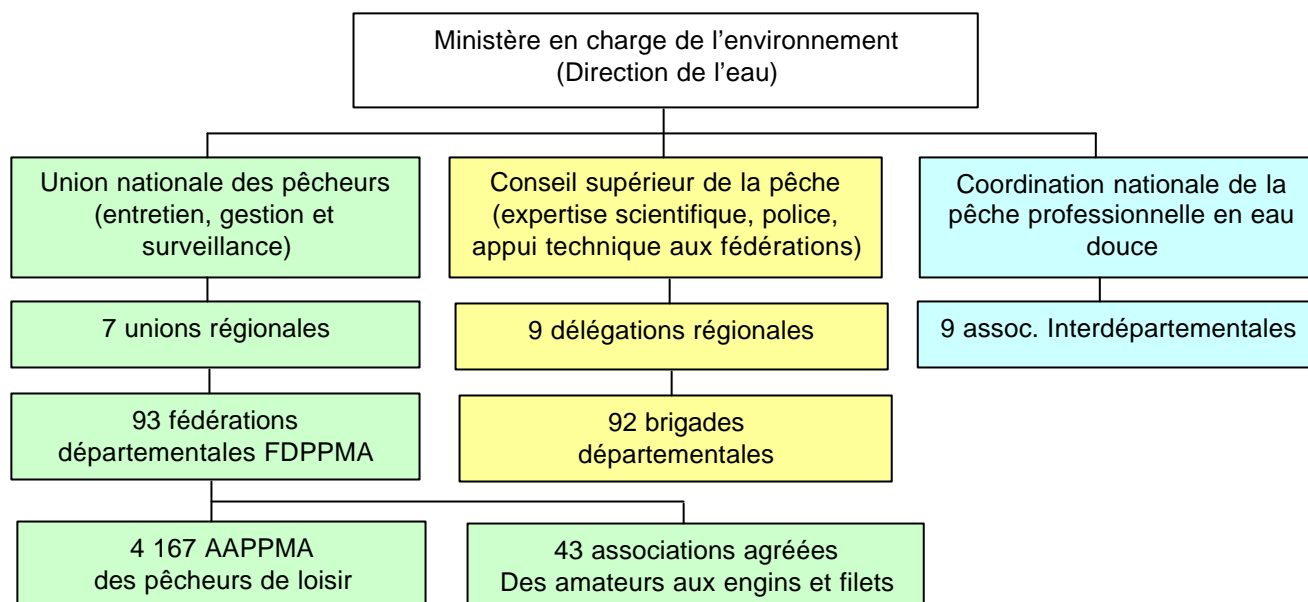 Ministère en charge de l'environnement
(Direction de l'eau)
Union nationale des pêcheurs
(entretien, gestion et
surveillance)
Conseil supérieur de la pêche
(expertise scientifique, police,
appui technique aux fédérations)
Coordination nationale de la
pêche professionnelle en eau
douce
7 unions régionales
9 délégations régionales
9 assoc. Interdépartementales
93 fédérations
départementales FDPPMA
92 brigades
départementales
4 167 AAPPMA
des pêcheurs de loisir
43 associations agréées
Des amateurs aux engins et filets